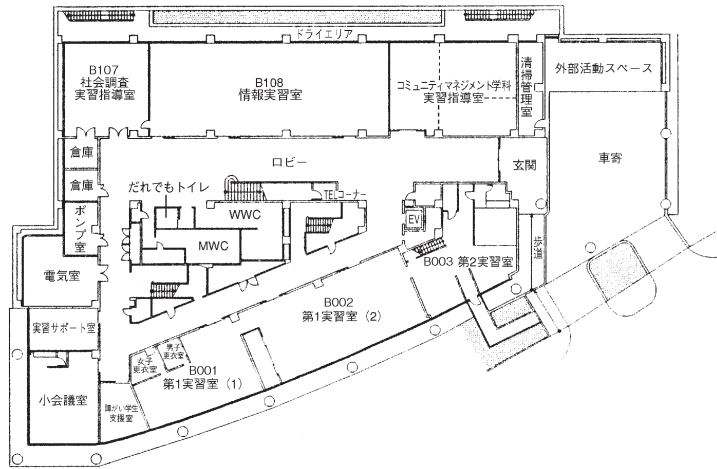 ドライエリア
B107
社会調査
実習指導室
B108
情報実習室
コミュニティマネジメント学科
実習指導室
清掃管理室
外部活動スペース
倉庫
ロビー
玄関
車寄
倉庫
だれでもトイレ
TELコーナー
ポンプ室
WWC
EV
MWC
歩道
電気室
B003 第2実習室
B002
第1実習室(2)
実習サポート室
女子
更衣室
男子
更衣室
B001
第1実習室(1)
小会議室
障がい学生
支援室